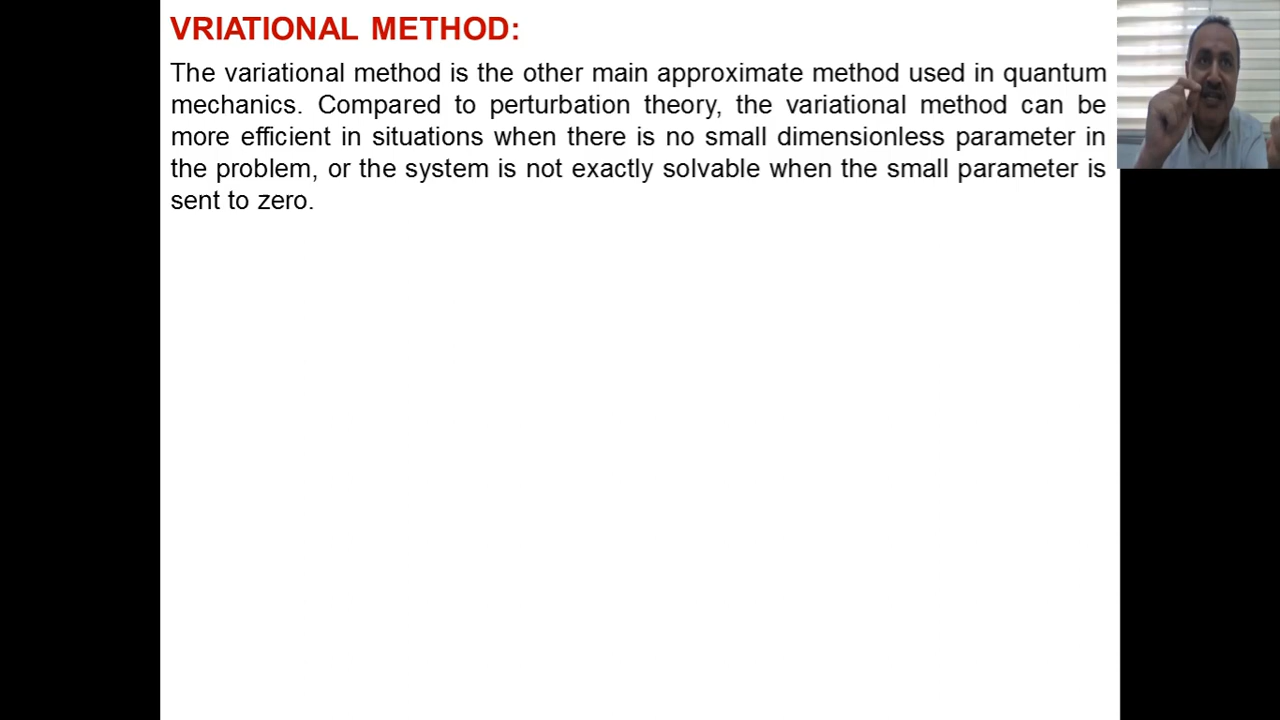 VRIATIONAL METHOD:
The variational method is the other main approximate method used in quantum
mechanics. Compared to perturbation theory, the variational method can be
more efficient in situations when there is no small dimensionless parameter in
the problem, or the system is not exactly solvable when the small parameter is
sent to zero.